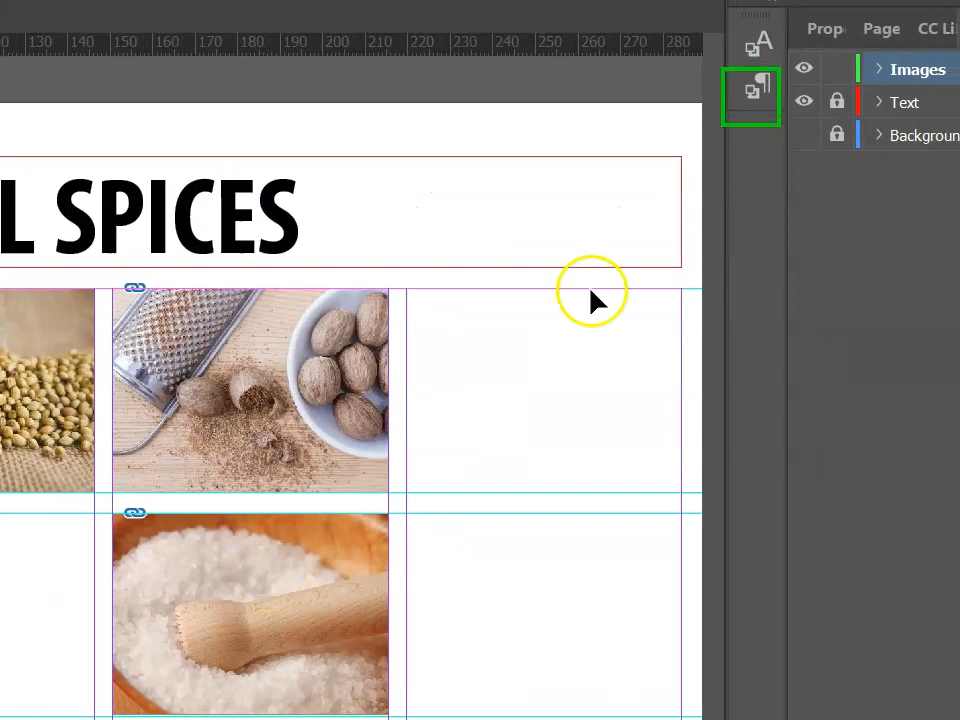 Prop Page CC Li
130 140 150 160 170 180 190 200 210 220 230 240 250 260 270 280
Images
Text
Backgroun
L SPICES